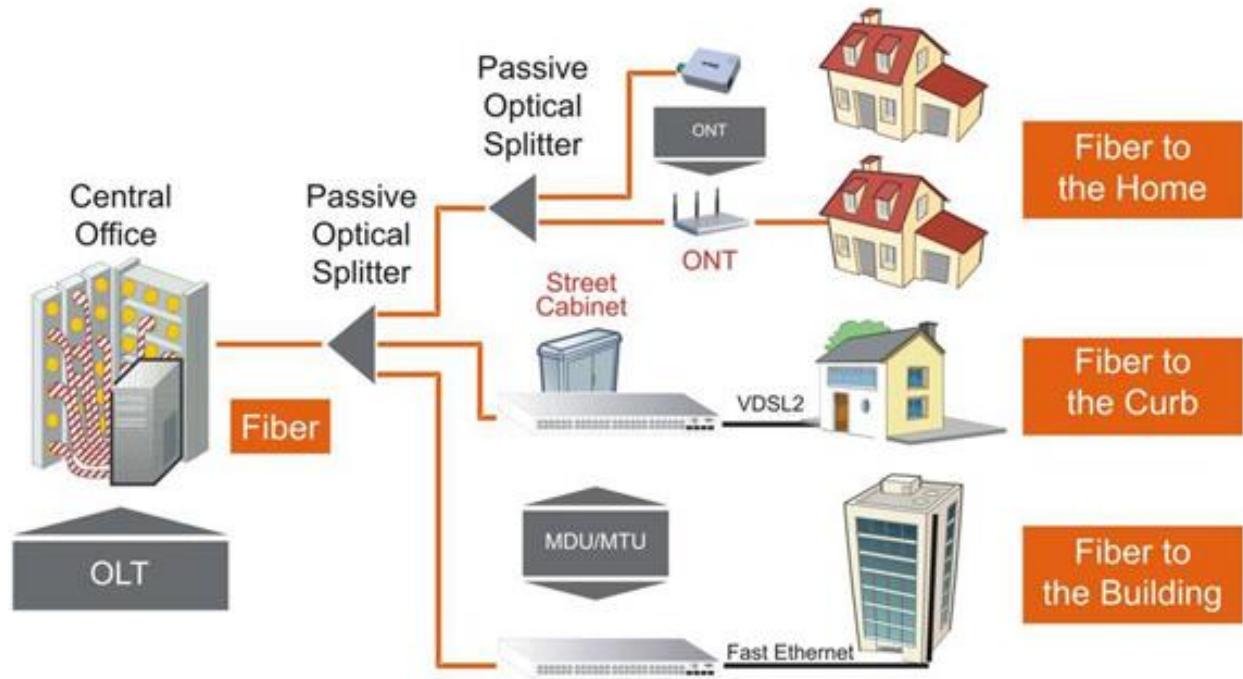 Passive
Optical
Splitter
ONT
Fiber to
the Home
Central
Office
Passive
Optical
Splitter
ONT
Street
Cabinet
VDSL2
Fiber to
the Curb
Fiber
MDU/MTU
Fiber to
the Building
OLT
Fast Ethernet